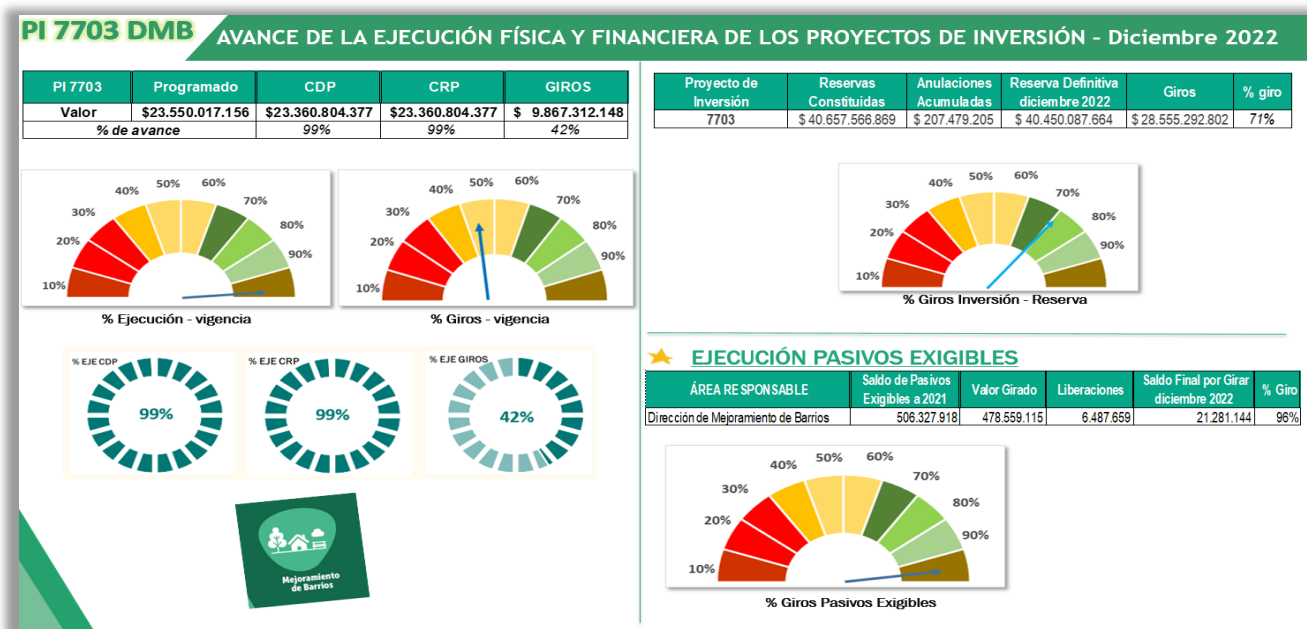 PI 7703 DMB
AVANCE DE LA EJECUCIÓN FÍSICA Y FINANCIERA DE LOS PROYECTOS DE INVERSIÓN - Diciembre 2022
PI 7703 Programado CDP CRP GIROS
Valor $23.550.017.156 $23.360.804.377 $23.360.804.377 $ 9.867.312.148
% de avance 99% 99% 42%
10% 20% 30% 40% 50% 60% 70% 80% 90%
% Ejecución - vigencia
10% 20% 30% 40% 50% 60% 70% 80% 90%
% Giros - vigencia
% EJE CDP
99%
% EJE CRP
99%
% EJE GIROS
42%
Mejoramiento
de Barrios
Proyecto de Inversión Reservas Constituidas Anulaciones Acumuladas Reserva Definitiva diciembre 2022 Giros % giro
7703 $ 40.657.566.869 $ 207.479.205 $ 40.450.087.664 $ 28.555.292.802 71%
10% 20% 30% 40% 50% 60% 70% 80% 90%
% Giros Inversión - Reserva
EJECUCIÓN PASIVOS EXIGIBLES
ÁREA RESPONSABLE Saldo de Pasivos Exigibles a 2021 Valor Girado Liberaciones Saldo Final por Girar diciembre 2022 % Giro
Dirección de Mejoramiento de Barrios 506.327.918 478.559.115 6.487.659 21.281.144 96%
10% 20% 30% 40% 50% 60% 70% 80% 90%
% Giros Pasivos Exigibles